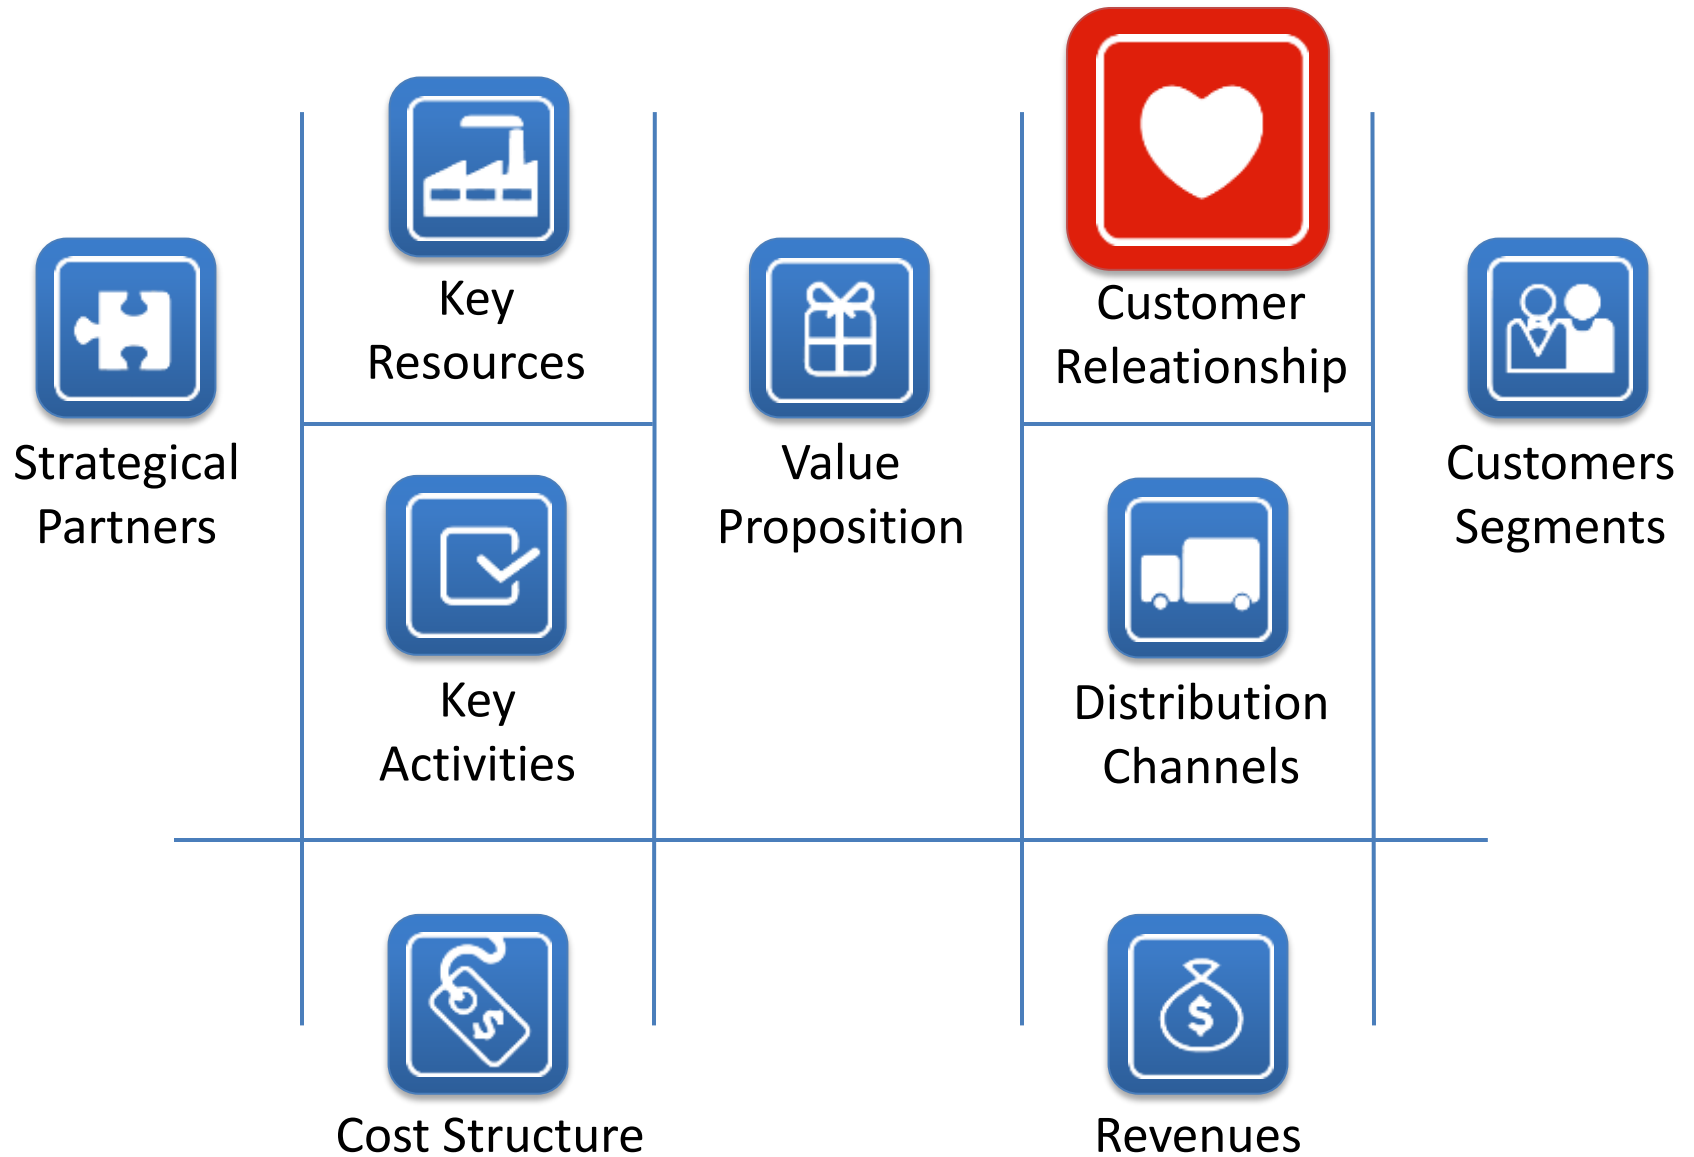 Key
Resources
Customer
Releationship
Strategical
Partners
Value
Proposition
Customers
Segments
Key
Activities
Distribution
Channels
$
$
Cost Structure
Revenues